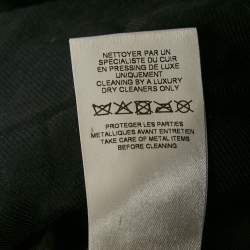 NETTOYER PAR UN
SPECIALISTE DU CUIR
EN PRESSING DE LUXE
UNIQUEMENT
CLEANING BY A LUXURY
DRY CLEANERS ONLY
PROTEGER LES PARTIES
METALLIQUES AVANT ENTRETIEN
TAKE CARE OF METAL ITEMS
BEFORE CLEANING